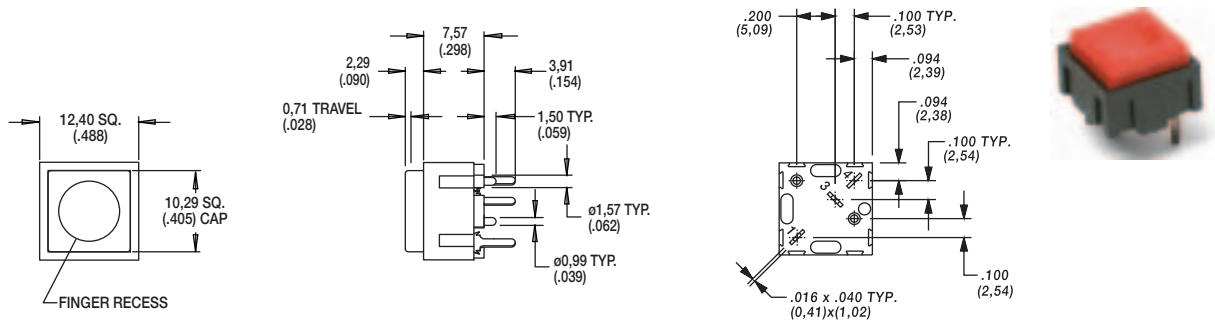 12,40 SQ.
(.488)
10,29 SQ.
(.405) CAP
FINGER RECESS
7,57
(.298)
2,29
(.090)
3,91
(.154)
0,71 TRAVEL
(.028)
1,50 TYP.
(.059)
ø1,57 TYP.
(.062)
ø0,99 TYP.
(.039)
.200
(5,09)
.100 TYP.
(2,53)
.094
(2,39)
.094
(2,38)
.100 TYP.
(2,54)
4
3
1
.100
(2,54)
.016 x .040 TYP.
(0,41)x(1,02)